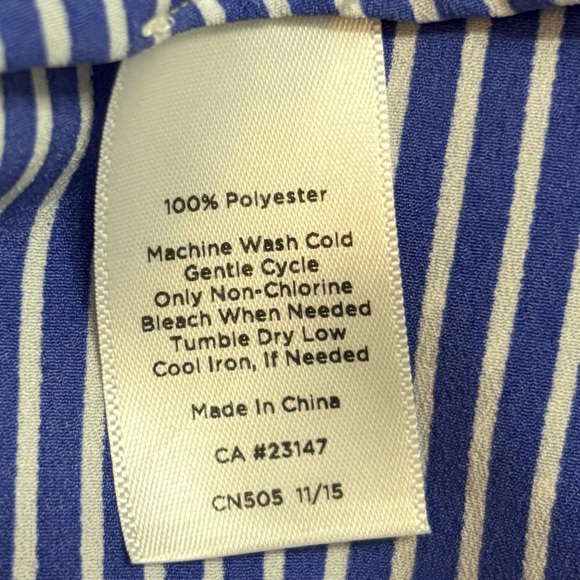 100% Polyester
Machine Wash Cold
Gentle Cycle
Only Non-Chlorine
Bleach When Needed
Tumble Dry Low
Cool Iron, If Needed
Made In China
CA #23147
CN505 11/15